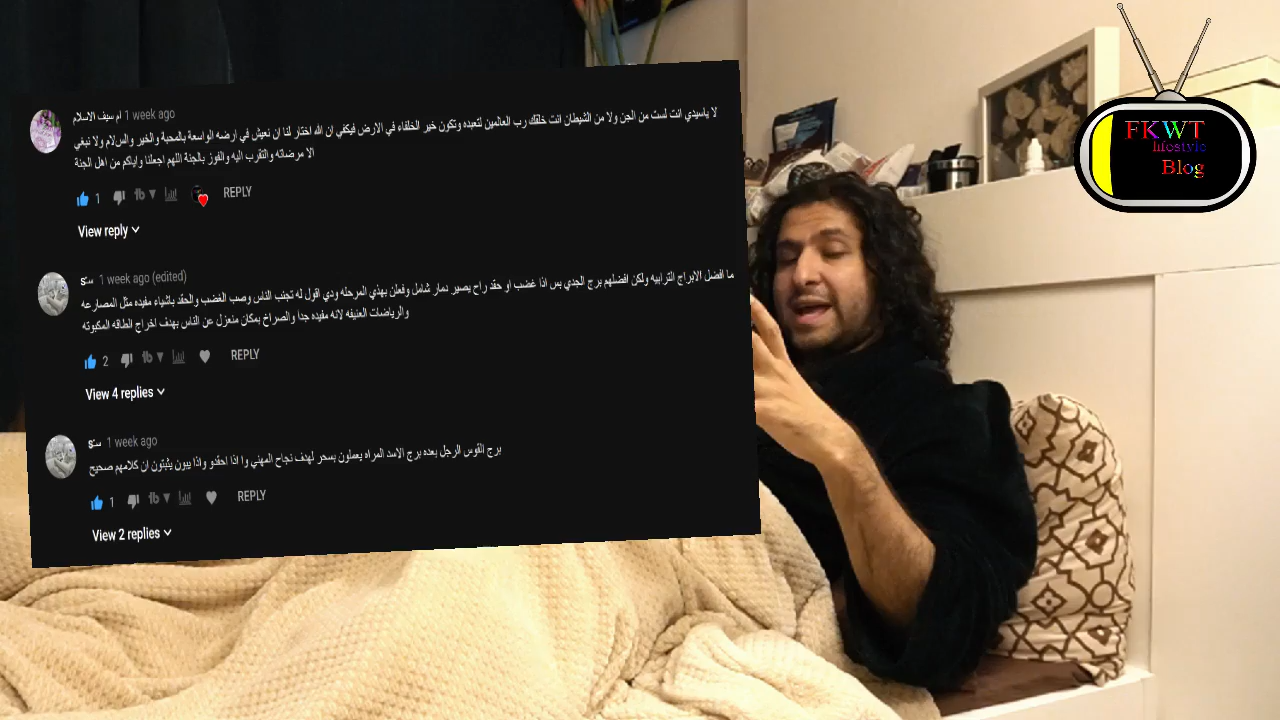 ام سيف الاسلام 1 week ago
لا ياسيدي انت لست من الجن ولا من الشيطان انت خلقك رب العالمين لتعبده وتكون خير الخلفاء في الارض فيكفي ان الله اختار لنا ان نعيش في ارضه الواسعة بالمحبة والخير والسلام ولا نبغي
الا مرضاته والتقرب اليه والفوز بالجنة اللهم اجعلنا واياكم من اهل الجنة
1 REPLY
View reply
1 week ago (edited)
ما افضل الابراج الترابيه ولكن افضلهم برج الجدي بس اذا غضب او حقد راح يصير دمار شامل وفعلن بهذي المرحله ودي اقول له تجنب الناس وصب الغضب والحقد باشياء مفيده مثل المصارعه
والرياضات العنيفه لانه مفيده جدا والصراخ بمكان منعزل عن الناس بهدف اخراج الطاقه المكبوته
2 REPLY
View 4 replies
1 week ago
برج القوس الرجل بعده برج الاسد المراه يعملون بسحر لهدف نجاح المهني وا اذا احقدو واذا يبون يثبتون ان كلامهم صحيح
1 REPLY
View 2 replies
FKWT
lifestyle
Blog